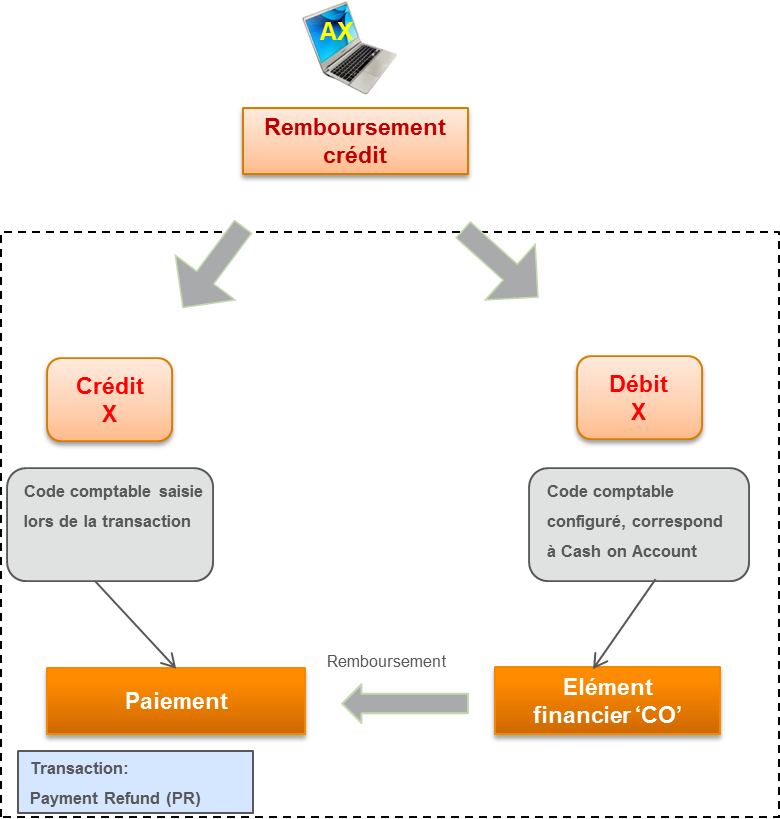 AX
Remboursement
crédit
Crédit
X
Débit
X
Code comptable saisie
lors de la transaction
Code comptable
configuré, correspond
à Cash on Account
Remboursement
Paiement
Elément
financier ‘CO’
Transaction:
Payment Refund (PR)